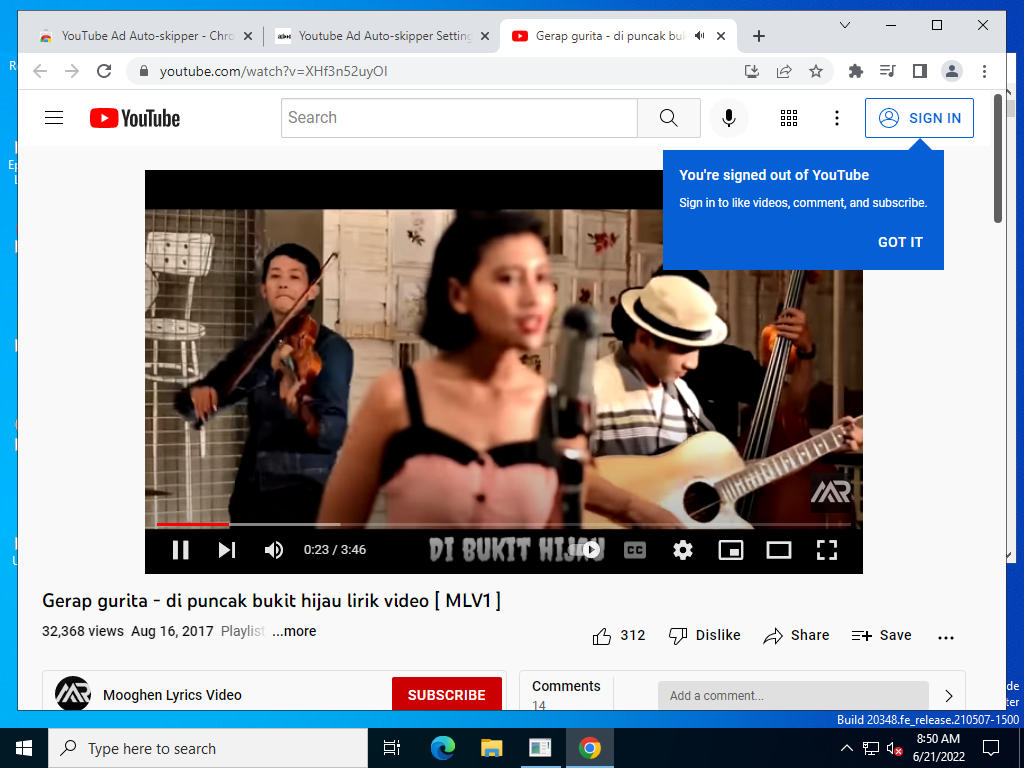 YouTube Ad Auto-skipper - Chro
Youtube Ad Auto-skipper Setting
Gerap gurita - di puncak buk
youtube.com/watch?v=XHf3n52uyOI
YouTube
Search
SIGN IN
You're signed out of YouTube
Sign in to like videos, comment, and subscribe.
GOT IT
MR
0:23 / 3:46
DI BUKIT HIJAU
CC
Gerap gurita - di puncak bukit hijau lirik video [ MLV1 ]
32,368 views Aug 16, 2017 Playlist ...more
312
Dislike
Share
Save
Mooghen Lyrics Video
SUBSCRIBE
Comments
14
Add a comment...
Build 20348.fe_release.210507-1500
Type here to search
8:50 AM
6/21/2022